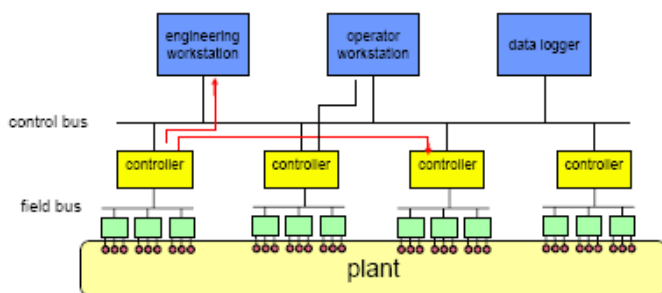 engineering
workstation
operator
workstation
data logger
control bus
controller
controller
controller
controller
field bus
plant